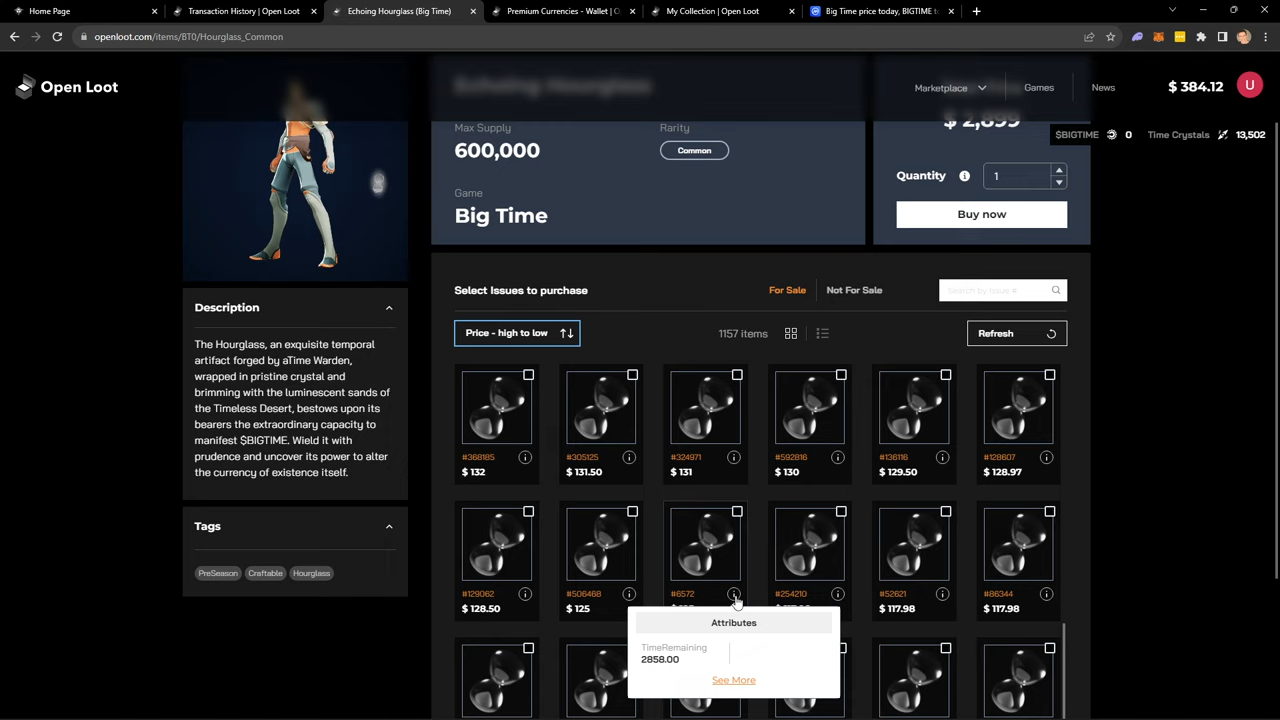 Home Page
Transaction History | Open Loot
Echoing Hourglass (Big Time)
Premium Currencies - Wallet | O
My Collection | Open Loot
Big Time price today, $BIGTIME t
openloot.com/items/BT0/Hourglass_Common
Open Loot
Marketplace
Games
News
$ 384.12
U
$BIGTIME 0
Time Crystals 13,502
Echoing Hourglass
Max Supply
600,000
Rarity
Common
Game
Big Time
$ 2,899
Quantity
1
Buy now
Description
The Hourglass, an exquisite temporal
artifact forged by aTime Warden,
wrapped in pristine crystal and
brimming with the luminescent sands of
the Timeless Desert, bestows upon its
bearers the extraordinary capacity to
manifest $BIGTIME. Wield it with
prudence and uncover its power to alter
the currency of existence itself.
Tags
PreSeason
Craftable
Hourglass
Select Issues to purchase
For Sale
Not For Sale
Search by Issue #
Price - high to low
1157 items
Refresh
#368185
$ 132
#305125
$ 131.50
#324971
$ 131
#592816
$ 130
#136116
$ 129.50
#128607
$ 128.97
#129062
$ 128.50
#506468
$ 125
#6572
#254210
#52621
$ 117.98
#86344
$ 117.98
Attributes
TimeRemaining
2858.00
See More